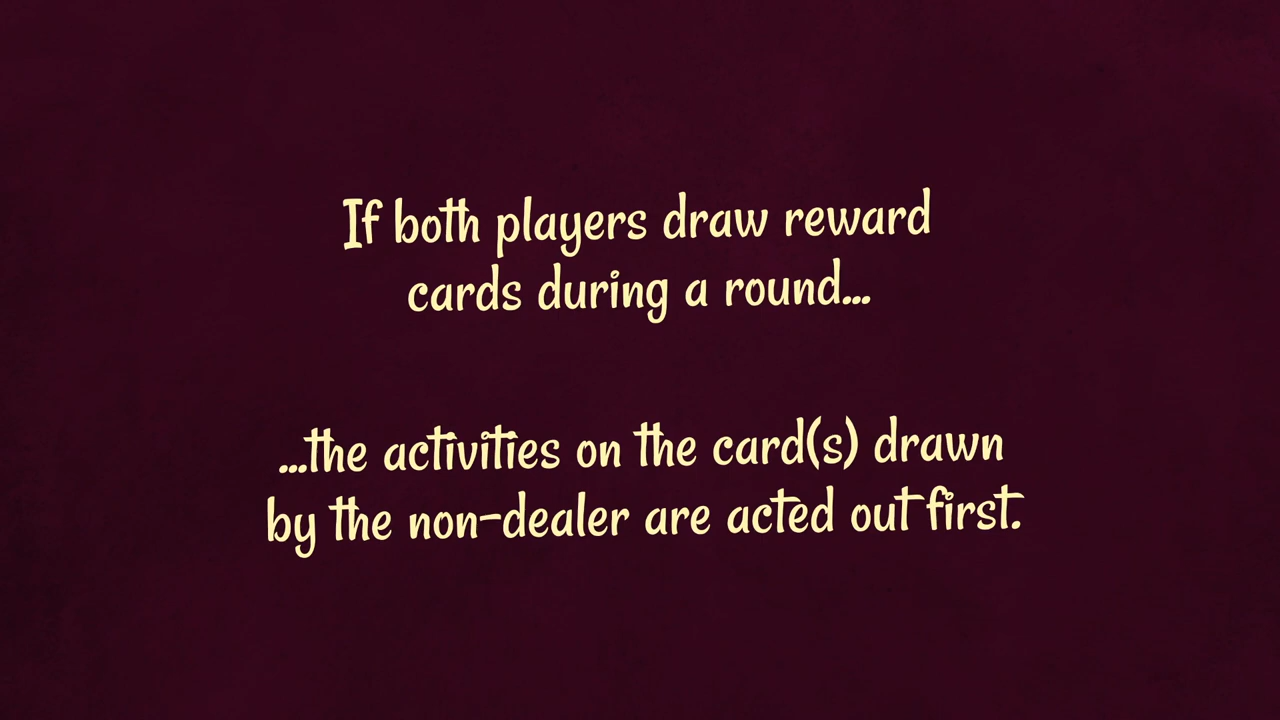 If both players draw reward
cards during a round...
...the activities on the card(s) drawn
by the non-dealer are acted out first.